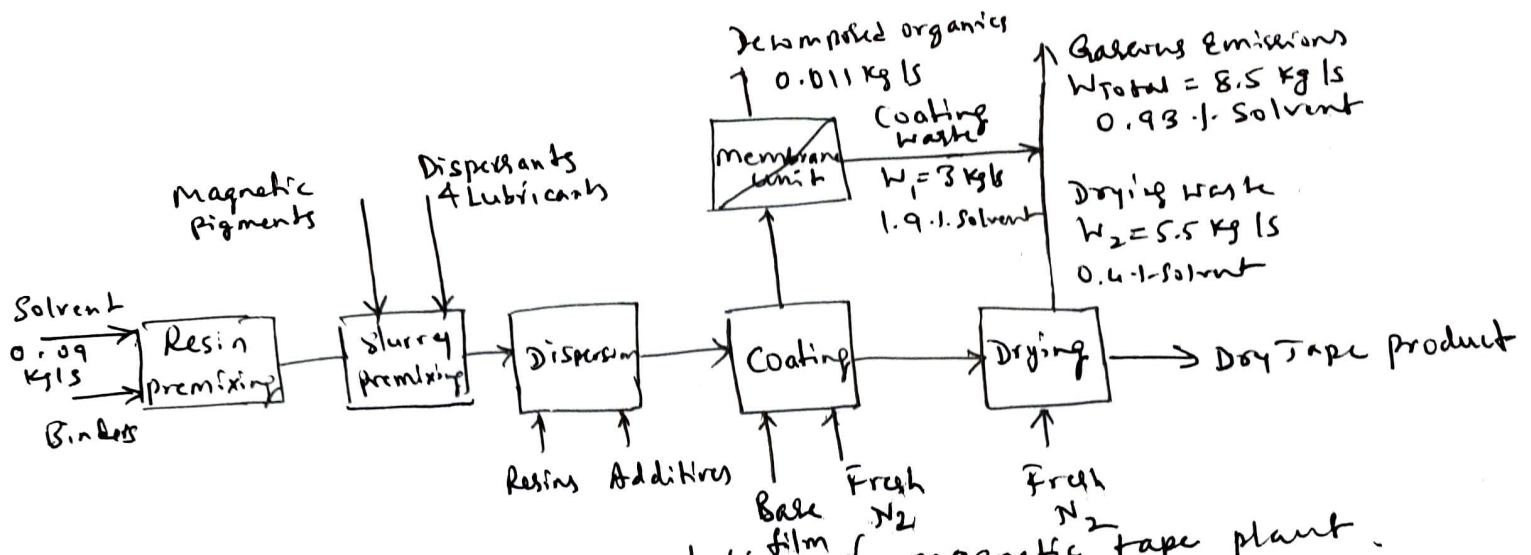 Decomposed organics
0.011 Kg/s
Gaseous Emissions
WTotal = 8.5 Kg/s
0.93 % Solvent
Coating
waste
Membrane
unit
W1 = 3 Kg/s
1.9 % Solvent
Drying waste
W2 = 5.5 Kg/s
0.4 % Solvent
Dispersants
& Lubricants
Magnetic
Pigments
Solvent
0.09
Kg/s
Binders
Resin
premixing
Slurry
premixing
Dispersion
Coating
Drying
Dry Tape product
Resins
Additives
Base
film
Fresh
N2
Fresh
N2
magnetic tape plant.